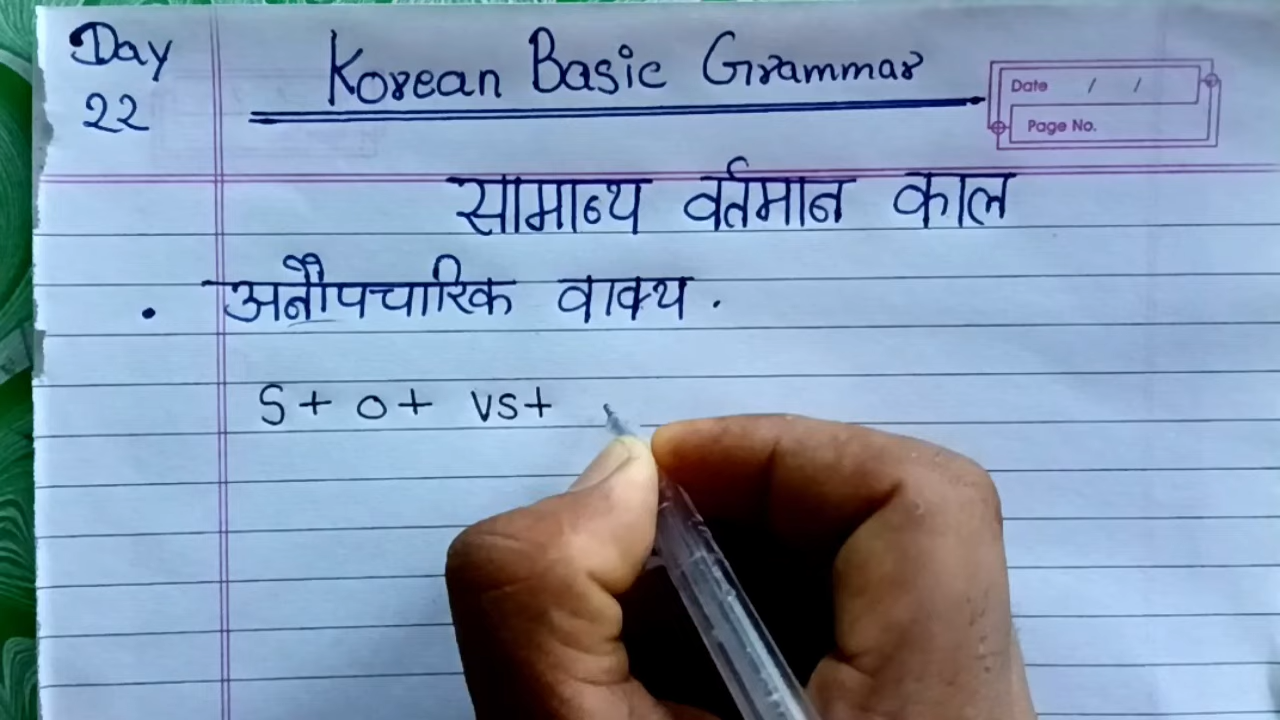 Day
22
Korean Basic Grammar
Date / /
Page No.
सामान्य वर्तमान काल
. अनौपचारिक वाक्य .
S + O + VS +